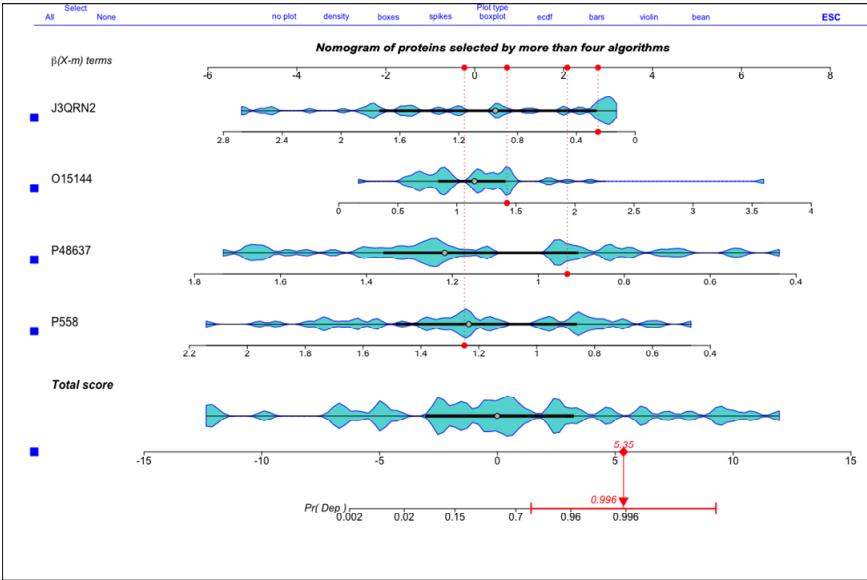 Select
All None
Plot type
no plot density boxes spikes boxplot ecdf bars violin bean
ESC
Nomogram of proteins selected by more than four algorithms
β(X-m) terms
-6 -4 -2 0 2 4 6 8
J3QRN2
2.8 2.4 2 1.6 1.2 0.8 0.4 0
O15144
0 0.5 1 1.5 2 2.5 3 3.5 4
P48637
1.8 1.6 1.4 1.2 1 0.8 0.6 0.4
P558
2.2 2 1.8 1.6 1.4 1.2 1 0.8 0.6 0.4
Total score
5.35
-15 -10 -5 0 5 10 15
0.996
Pr( Dep )
0.002 0.02 0.15 0.7 0.96 0.996